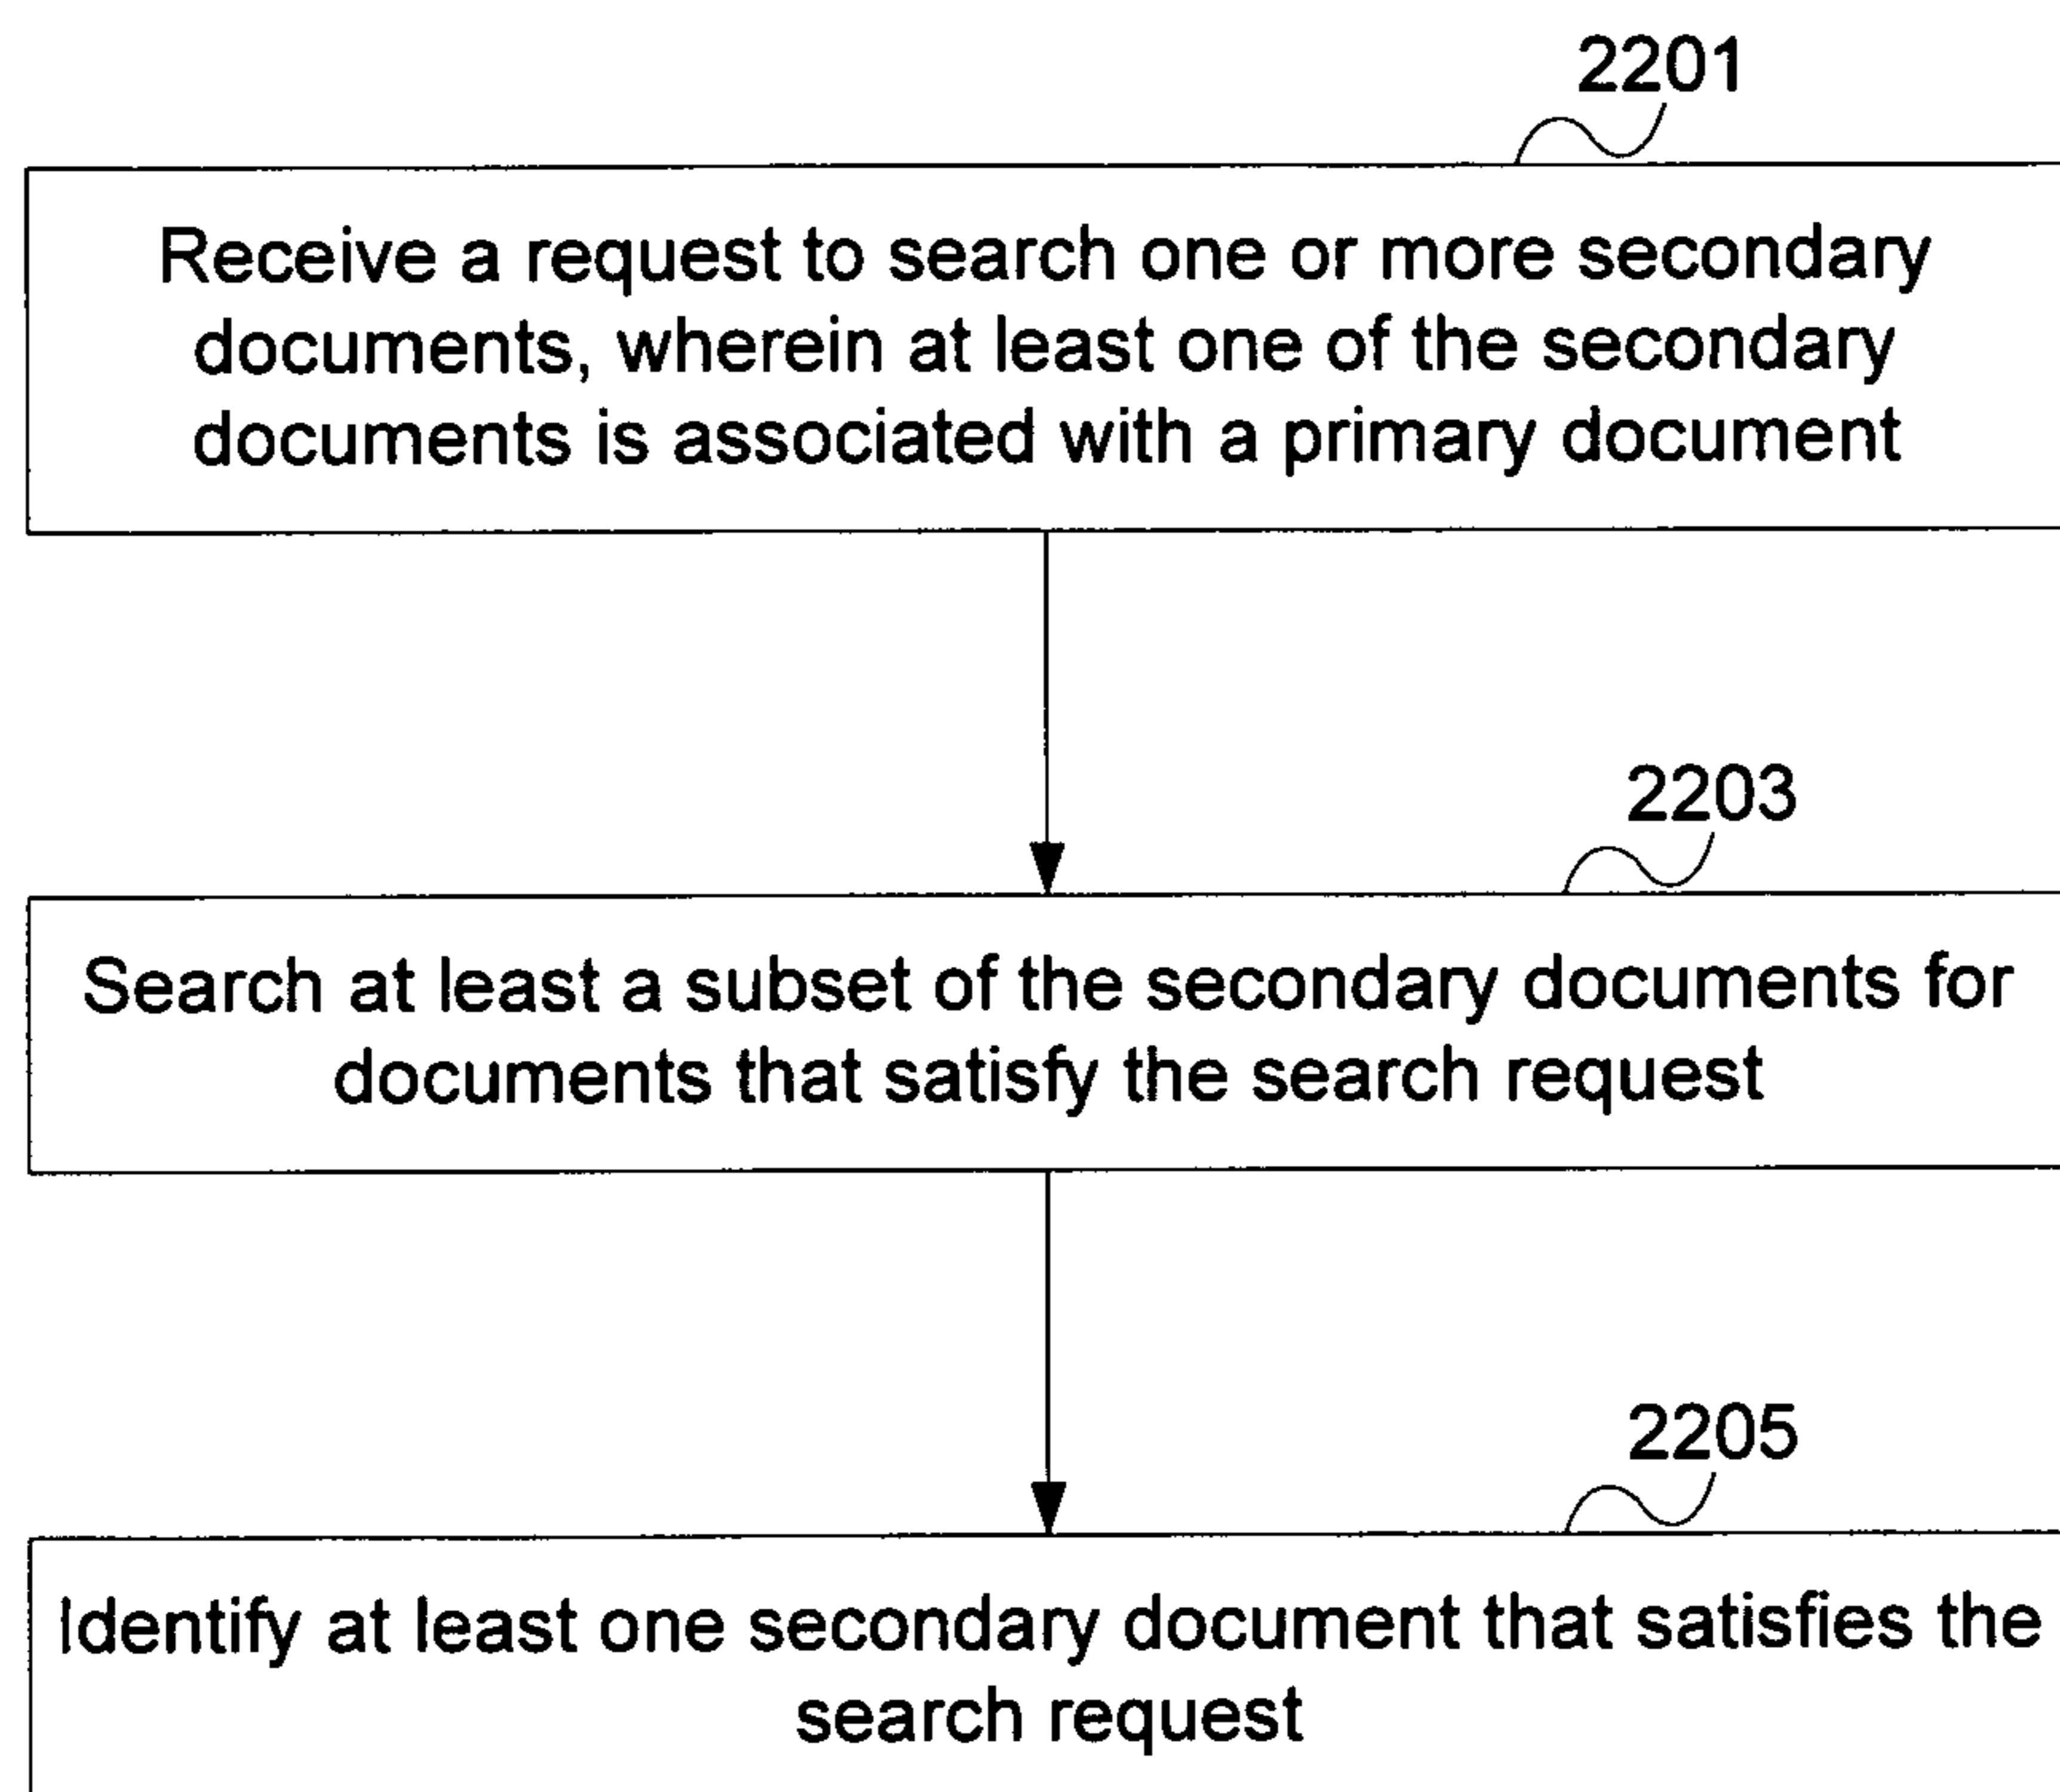 2201
Receive a request to search one or more secondary
documents, wherein at least one of the secondary
documents is associated with a primary document
2203
Search at least a subset of the secondary documents for
documents that satisfy the search request
2205
Identify at least one secondary document that satisfies the
search request